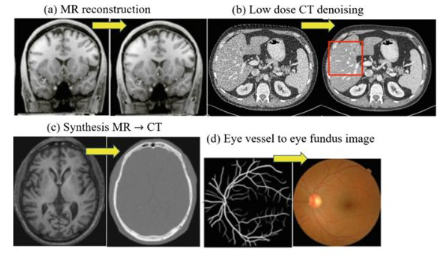 (a) MR reconstruction
(b) Low dose CT denoising
(c) Synthesis MR → CT
(d) Eye vessel to eye fundus image